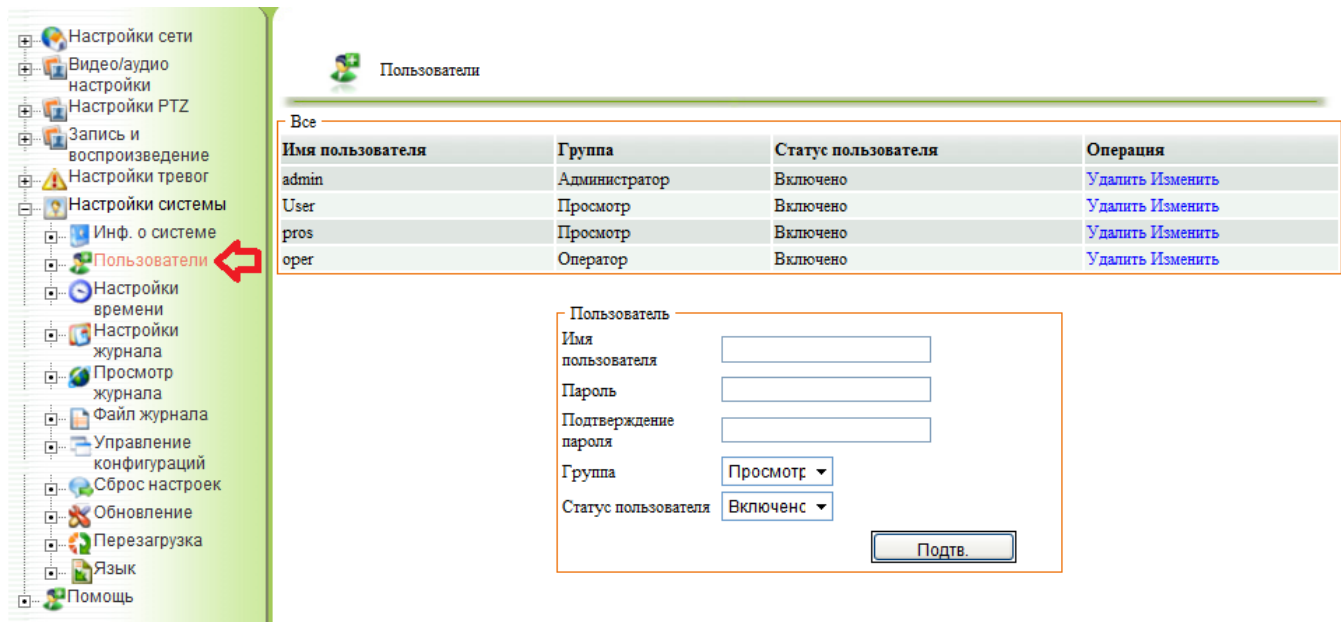 Настройки сети
Видео/аудио
настройки
Настройки PTZ
Запись и
воспроизведение
Настройки тревог
Настройки системы
Инф. о системе
Пользователи
Настройки
времени
Настройки
журнала
Просмотр
журнала
Файл журнала
Управление
конфигураций
Сброс настроек
Обновление
Перезагрузка
Язык
Помощь
Пользователи
Все
Имя пользователя Группа Статус пользователя Операция
admin Администратор Включено Удалить Изменить
User Просмотр Включено Удалить Изменить
pros Просмотр Включено Удалить Изменить
oper Оператор Включено Удалить Изменить
Пользователь
Имя
пользователя
Пароль
Подтверждение
пароля
Группа Просмотр
Статус пользователя Включенс
Подтв.